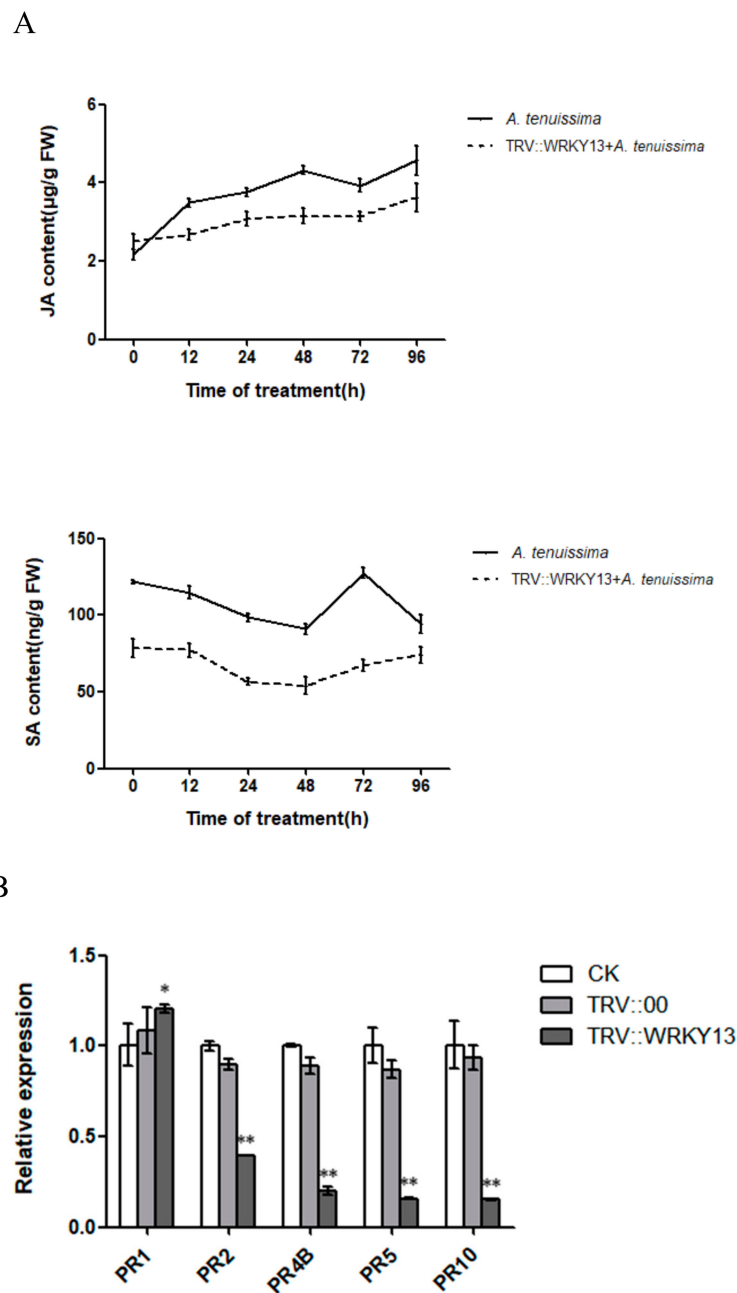 A
6
4
2
0
JA content(μg/g FW)
0 12 24 48 72 96
Time of treatment(h)
A. tenuissima
TRV::WRKY13+A. tenuissima
150
100
50
0
SA content(ng/g FW)
0 12 24 48 72 96
Time of treatment(h)
A. tenuissima
TRV::WRKY13+A. tenuissima
B
1.5
1.0
0.5
0.0
Relative expression
* ** ** ** **
PR1 PR2 PR4B PR5 PR10
CK
TRV::00
TRV::WRKY13